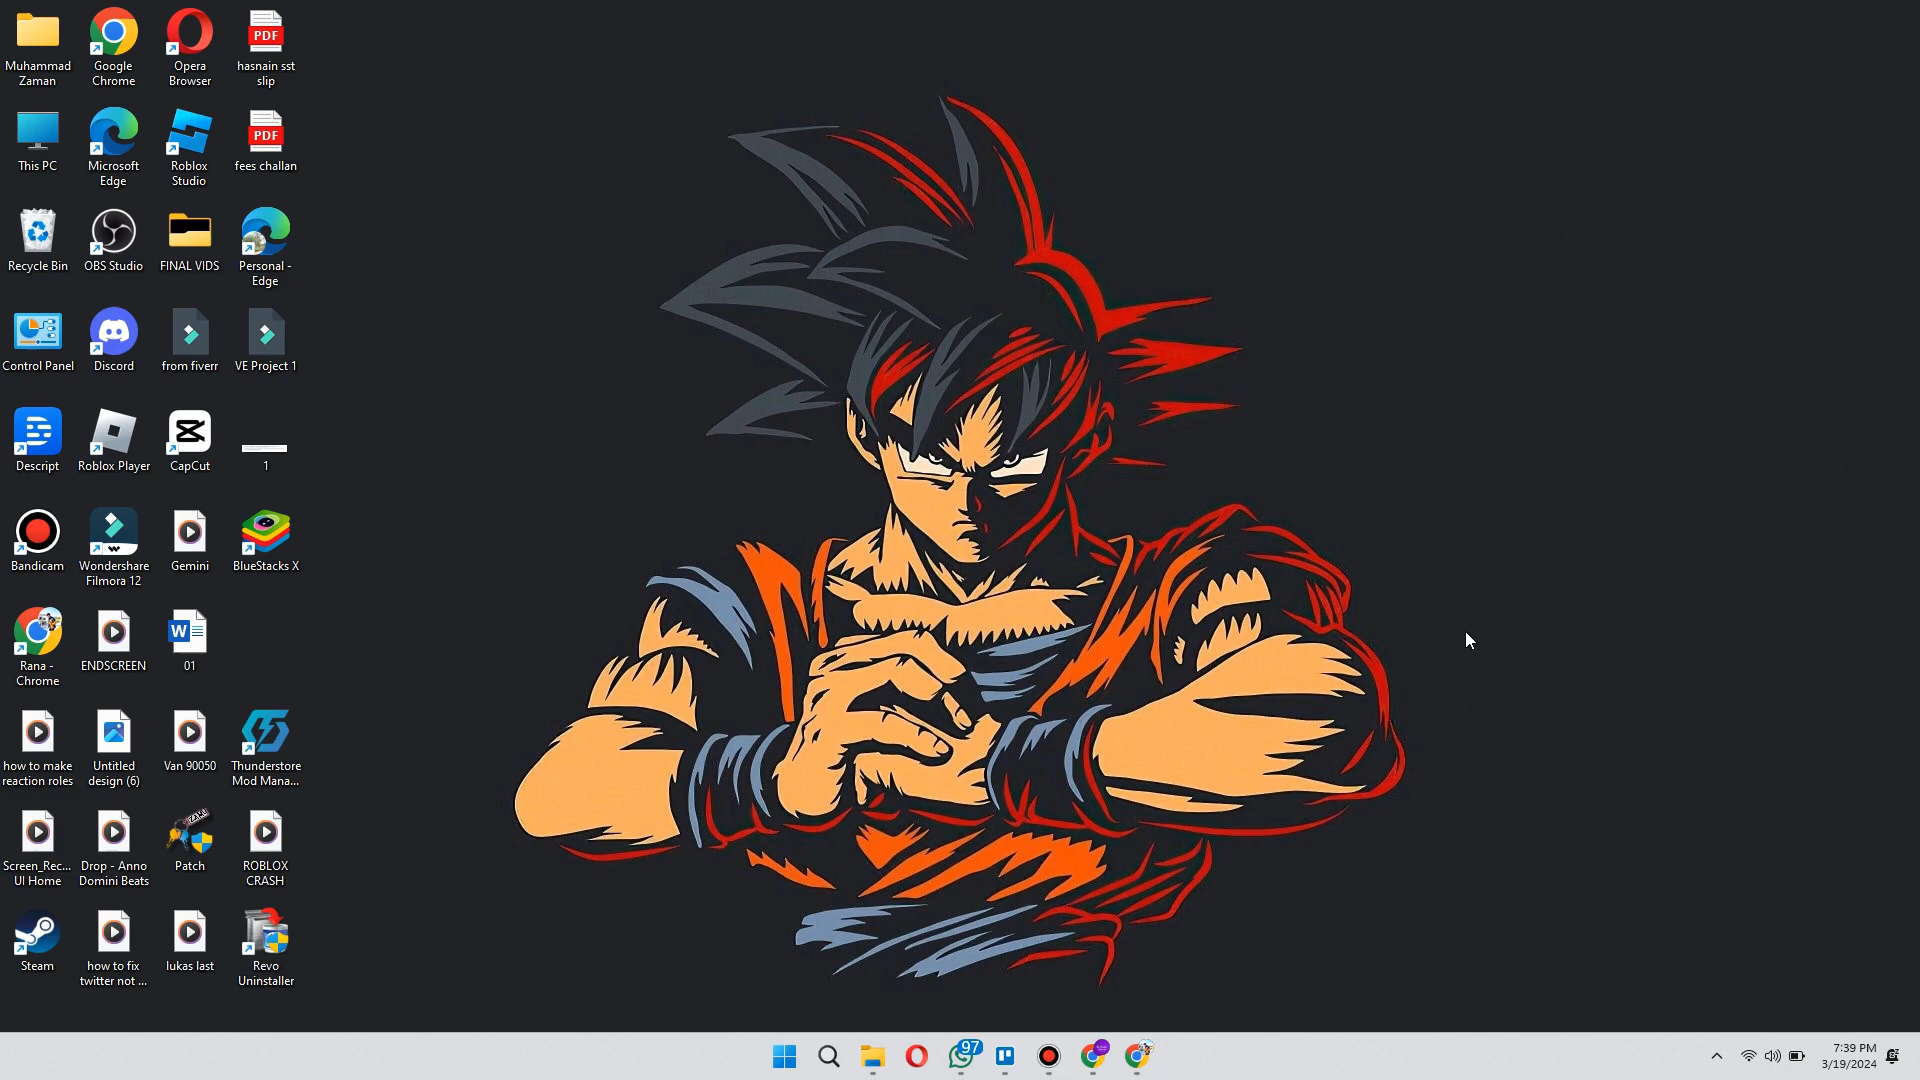 Muhammad
Zaman
Google
Chrome
Opera
Browser
PDF
hasnain sst
slip
This PC
Microsoft
Edge
Roblox
Studio
PDF
fees challan
Recycle Bin
OBS Studio
FINAL VIDS
Personal -
Edge
Control Panel
Discord
from fiverr
VE Project 1
Descript
Roblox Player
CapCut
1
Bandicam
Wondershare
Filmora 12
Gemini
BlueStacks X
Rana -
Chrome
ENDSCREEN
W
01
how to make
reaction roles
Untitled
design (6)
Van 90050
Thunderstore
Mod Mana...
Screen_Rec...
UI Home
Drop - Anno
Domini Beats
Patch
ROBLOX
CRASH
Steam
how to fix
twitter not ...
lukas last
Revo
Uninstaller
97
7:39 PM
3/19/2024